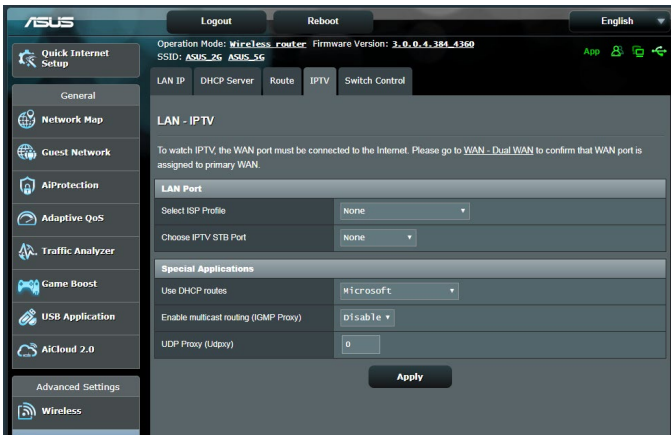 ASUS
Logout
Reboot
English
Quick Internet
Setup
Operation Mode: Wireless router Firmware Version: 3.0.0.4.384_4360
SSID: ASUS_2G ASUS_5G
App
LAN IP
DHCP Server
Route
IPTV
Switch Control
General
Network Map
Guest Network
AiProtection
Adaptive QoS
Traffic Analyzer
Game Boost
USB Application
AiCloud 2.0
Advanced Settings
Wireless
LAN - IPTV
To watch IPTV, the WAN port must be connected to the Internet. Please go to WAN - Dual WAN to confirm that WAN port is
assigned to primary WAN.
LAN Port
Select ISP Profile
None
Choose IPTV STB Port
None
Special Applications
Use DHCP routes
Microsoft
Enable multicast routing (IGMP Proxy)
Disable
UDP Proxy (Udpxy)
0
Apply